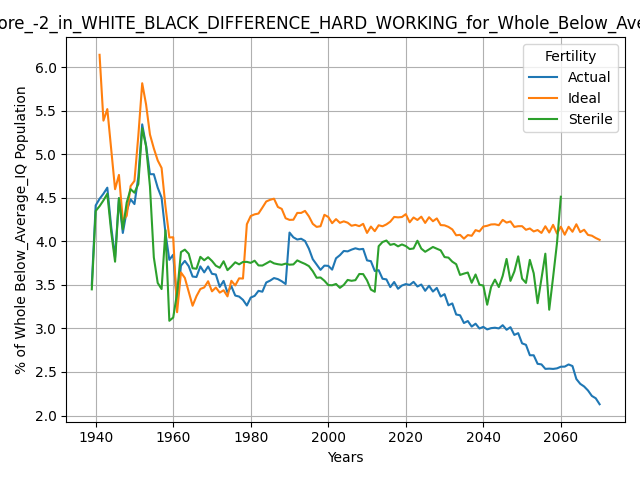 ore_-2_in_WHITE_BLACK_DIFFERENCE_HARD_WORKING_for_Whole_Below_Ave
Fertility
Actual
Ideal
Sterile
% of Whole Below_Average_IQ Population
6.0
5.5
5.0
4.5
4.0
3.5
3.0
2.5
2.0
1940 1960 1980 2000 2020 2040 2060
Years